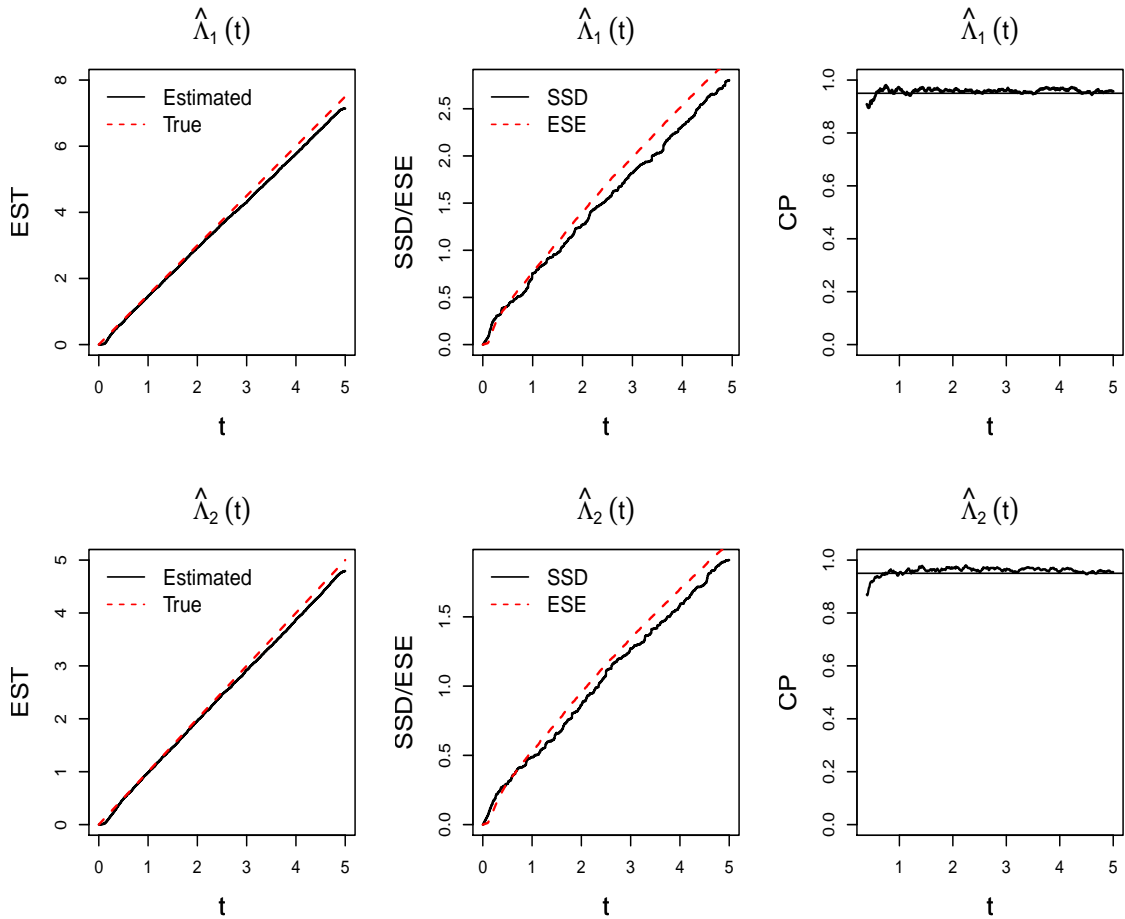 Λ̂₁ (t)
Λ̂₁ (t)
Λ̂₁ (t)
EST
0 2 4 6 8
Estimated
True
0 1 2 3 4 5
t
SSD/ESE
0.0 0.5 1.0 1.5 2.0 2.5
SSD
ESE
0 1 2 3 4 5
t
CP
0.0 0.2 0.4 0.6 0.8 1.0
1 2 3 4 5
t
Λ̂₂ (t)
Λ̂₂ (t)
Λ̂₂ (t)
EST
0 1 2 3 4 5
Estimated
True
0 1 2 3 4 5
t
SSD/ESE
0.0 0.5 1.0 1.5
SSD
ESE
0 1 2 3 4 5
t
CP
0.0 0.2 0.4 0.6 0.8 1.0
1 2 3 4 5
t